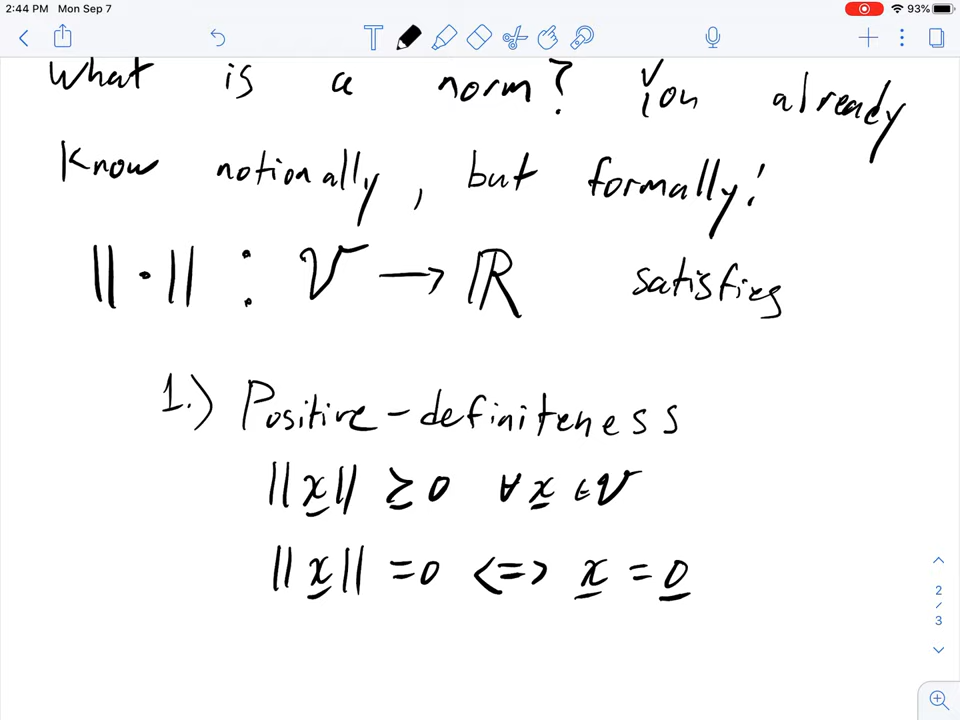 2:44 PM Mon Sep 7 93%
What is a norm? You already
Know notionally, but formally!
||·|| : V → ℝ satisfies
1.) Positive-definiteness
||x̲|| ≥ 0 ∀ x̲ ∈ V
||x̲|| = 0 <=> x̲ = 0̲
2
/
3